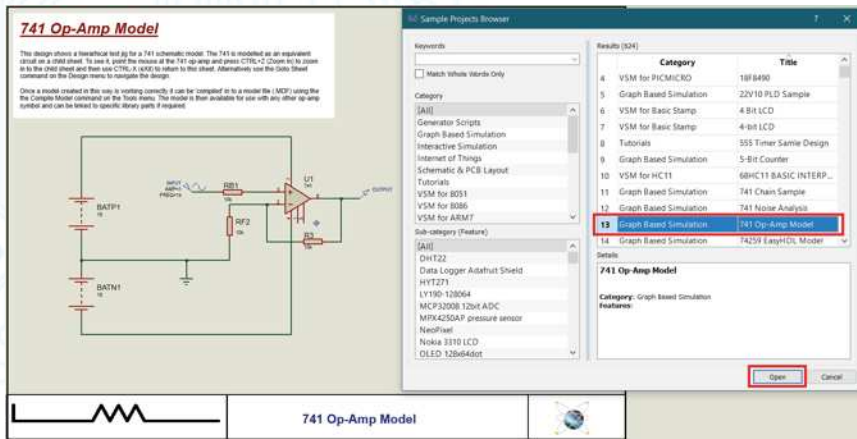 741 Op-Amp Model
This design shows a hierarchical test jig for a 741 schematic model. The 741 is modelled as an equivalent
circuit on a child sheet. To see it, point the mouse at the 741 op-amp and press CTRL+Z (Zoom In) to zoom
in to the child sheet and then use CTRL-X (eXit) to return to this sheet. Alternatively use the Goto Sheet
command on the Design menu to navigate the design.
Once a model created in this way is working correctly it can be 'compiled' in to a model file (.MDF) using the
the Compile Model command on the Tools menu. The model is then available for use with any other op-amp
symbol and can be linked to specific library parts if required.
BATP1
BATN1
INPUT
RB1
10k
RF2
10k
U1
741
R3
OUTPUT
741 Op-Amp Model
Sample Projects Browser
Keywords
Match Whole Words Only
Category
[All]
Generator Scripts
Graph Based Simulation
Interactive Simulation
Internet of Things
Schematic & PCB Layout
Tutorials
VSM for 8051
VSM for 8086
VSM for ARM7
Sub-category (Feature)
[All]
DHT22
Data Logger Adafruit Shield
HYT271
LY190-128064
MCP3208 12bit ADC
MPX4250AP pressure sensor
NeoPixel
Nokia 3310 LCD
OLED 128x64dot
Results (624)
Category Title
4 VSM for PICMICRO 18F8490
5 Graph Based Simulation 22V10 PLD Sample
6 VSM for Basic Stamp 4 Bit LCD
7 VSM for Basic Stamp 4-bit LCD
8 Tutorials 555 Timer Samle Design
9 Graph Based Simulation 5-Bit Counter
10 VSM for HC11 68HC11 BASIC INTERP...
11 Graph Based Simulation 741 Chain Sample
12 Graph Based Simulation 741 Noise Analysis
13 Graph Based Simulation 741 Op-Amp Model
14 Graph Based Simulation 74259 EasyHDL Model
Details
741 Op-Amp Model
Category: Graph Based Simulation
Features:
Open Cancel